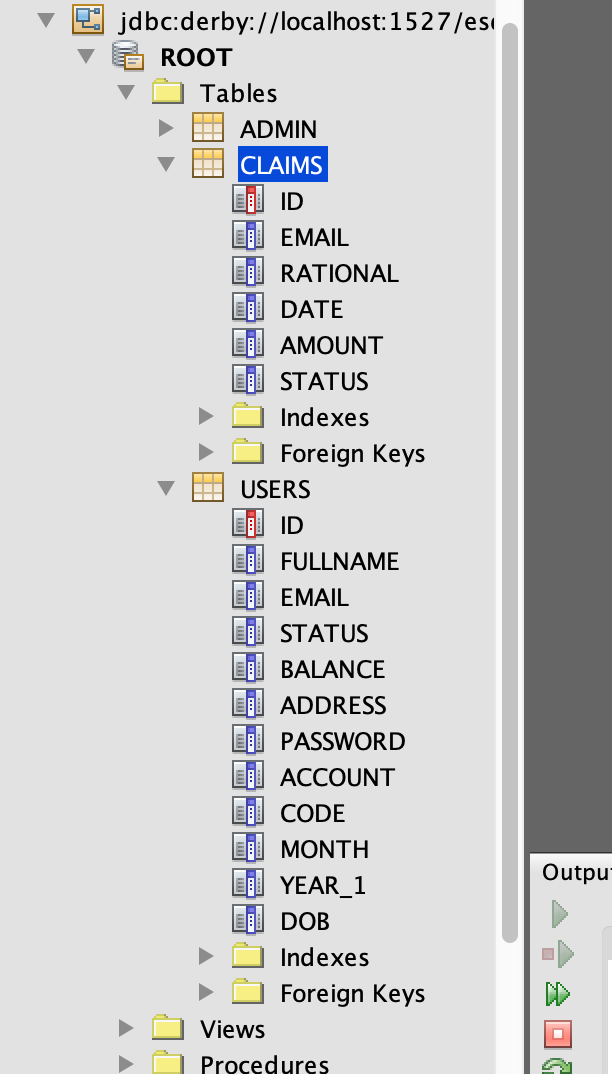 jdbc:derby://localhost:1527/es
ROOT
Tables
ADMIN
CLAIMS
ID
EMAIL
RATIONAL
DATE
AMOUNT
STATUS
Indexes
Foreign Keys
USERS
ID
FULLNAME
EMAIL
STATUS
BALANCE
ADDRESS
PASSWORD
ACCOUNT
CODE
MONTH
YEAR_1
DOB
Indexes
Foreign Keys
Views
Procedures
Outpu